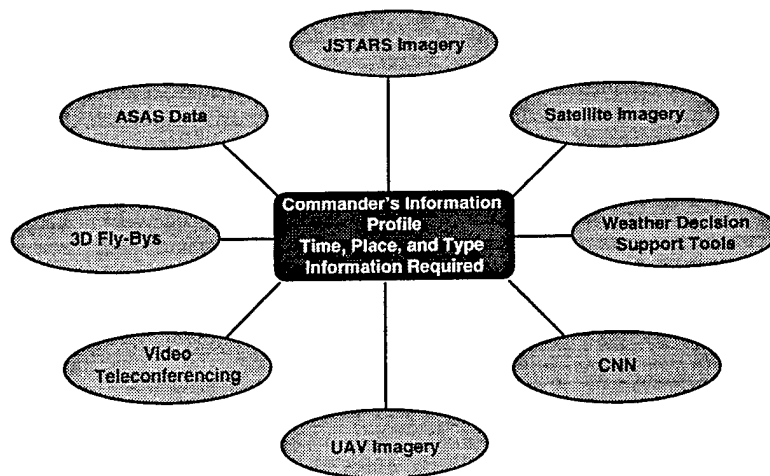 JSTARS Imagery
ASAS Data
Satellite Imagery
Commander's Information
Profile
Time, Place, and Type
Information Required
3D Fly-Bys
Weather Decision
Support Tools
Video
Teleconferencing
CNN
UAV Imagery